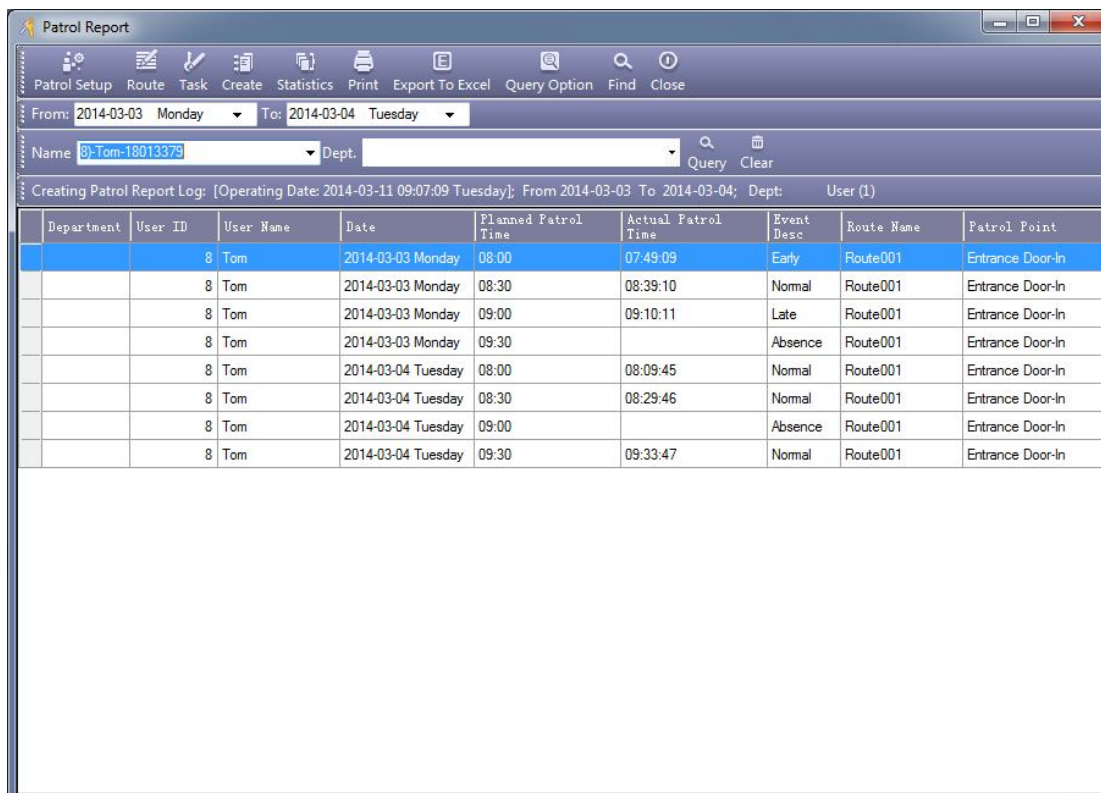 Patrol Report
Patrol Setup Route Task Create Statistics Print Export To Excel Query Option Find Close
From: 2014-03-03 Monday To: 2014-03-04 Tuesday
Name 8)-Tom-18013379 Dept. Query Clear
Creating Patrol Report Log: [Operating Date: 2014-03-11 09:07:09 Tuesday]; From 2014-03-03 To 2014-03-04; Dept: User (1)
Department User ID User Name Date Planned Patrol Time Actual Patrol Time Event Desc Route Name Patrol Point
8 Tom 2014-03-03 Monday 08:00 07:49:09 Early Route001 Entrance Door-In
8 Tom 2014-03-03 Monday 08:30 08:39:10 Normal Route001 Entrance Door-In
8 Tom 2014-03-03 Monday 09:00 09:10:11 Late Route001 Entrance Door-In
8 Tom 2014-03-03 Monday 09:30 Absence Route001 Entrance Door-In
8 Tom 2014-03-04 Tuesday 08:00 08:09:45 Normal Route001 Entrance Door-In
8 Tom 2014-03-04 Tuesday 08:30 08:29:46 Normal Route001 Entrance Door-In
8 Tom 2014-03-04 Tuesday 09:00 Absence Route001 Entrance Door-In
8 Tom 2014-03-04 Tuesday 09:30 09:33:47 Normal Route001 Entrance Door-In